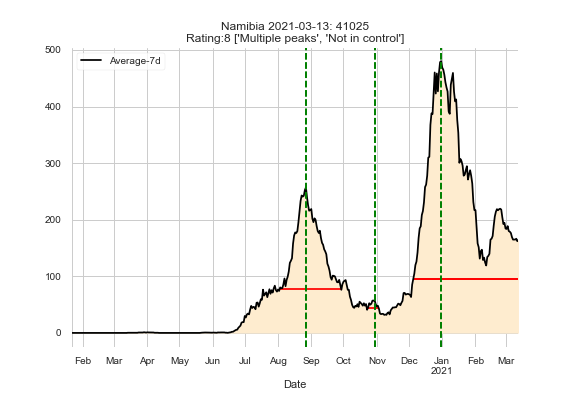 Namibia 2021-03-13: 41025
Rating:8 ['Multiple peaks', 'Not in control']
Average-7d
500
400
300
200
100
0
Feb Mar Apr May Jun Jul Aug Sep Oct Nov Dec Jan Feb Mar
2021
Date